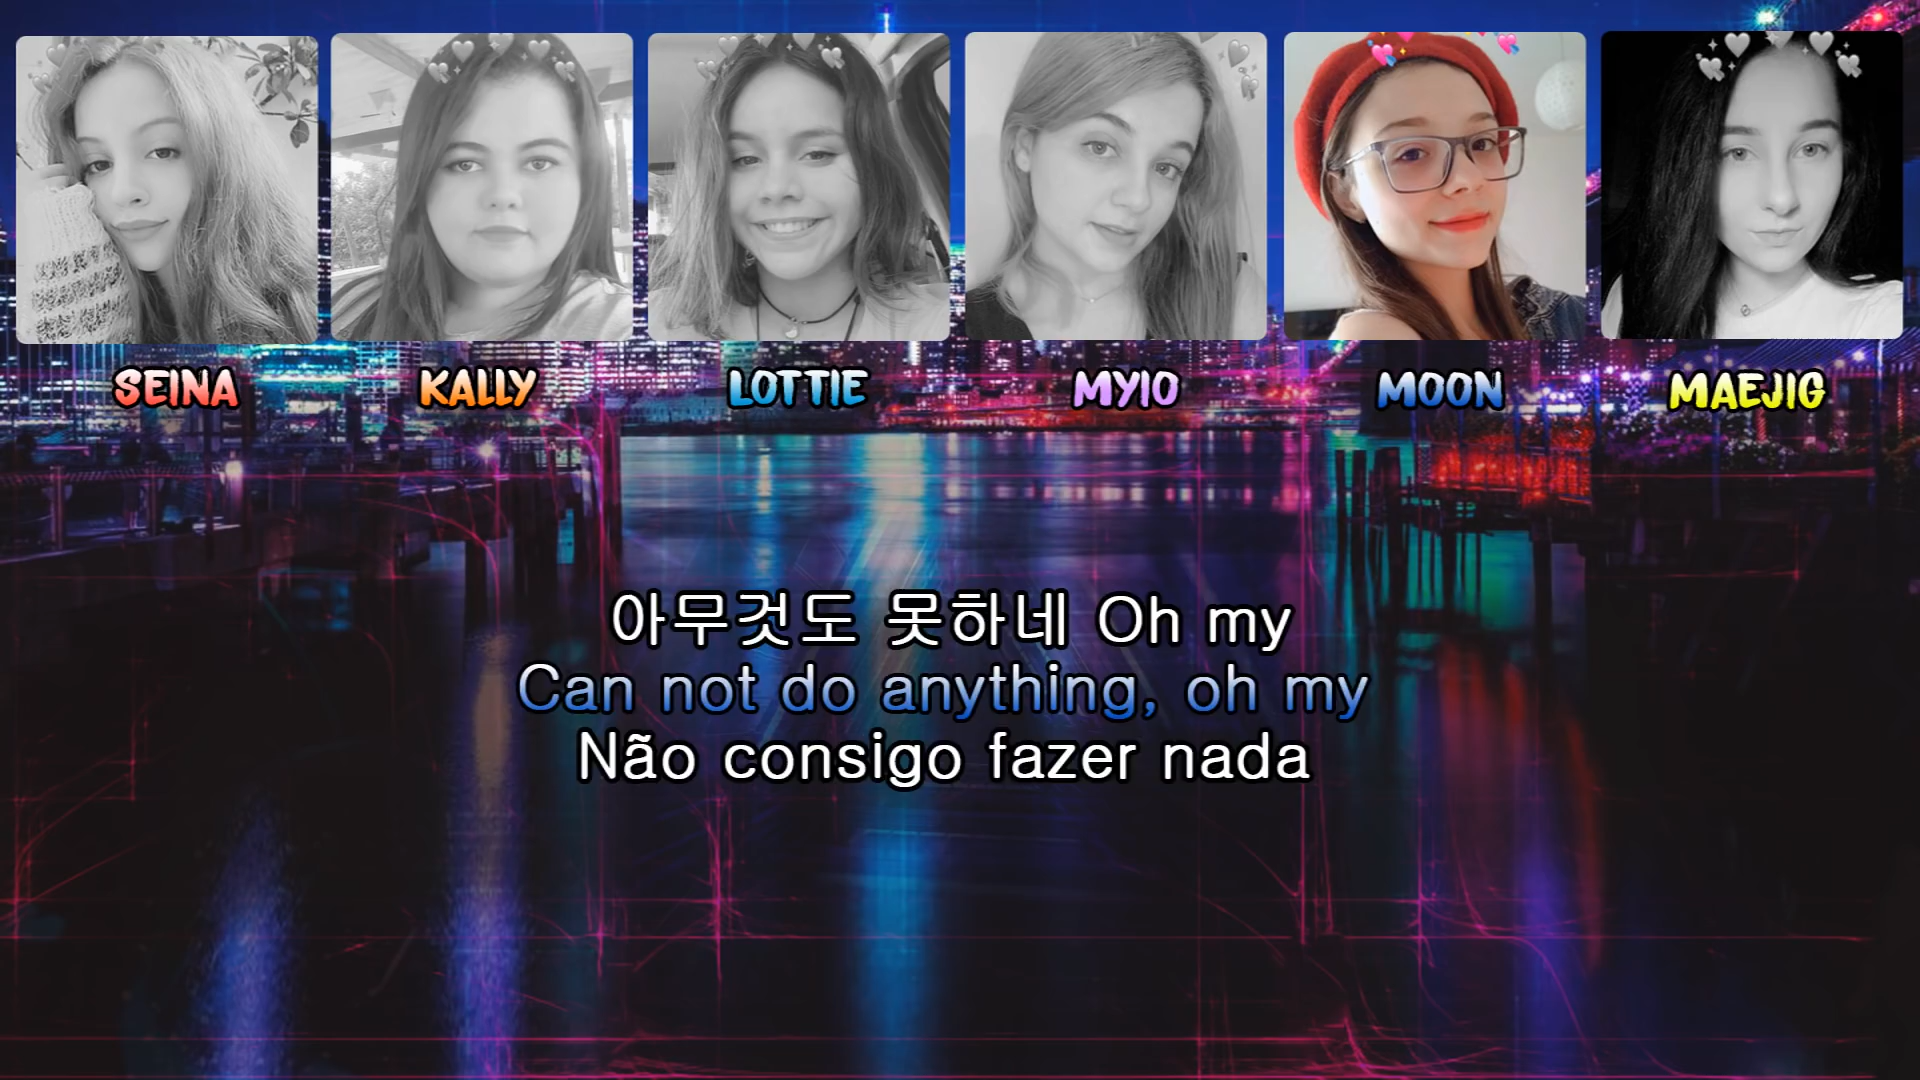 SEINA KALLY LOTTIE MYIO MOON MAEJIG
아무것도 못하네 Oh my
Can not do anything, oh my
Não consigo fazer nada